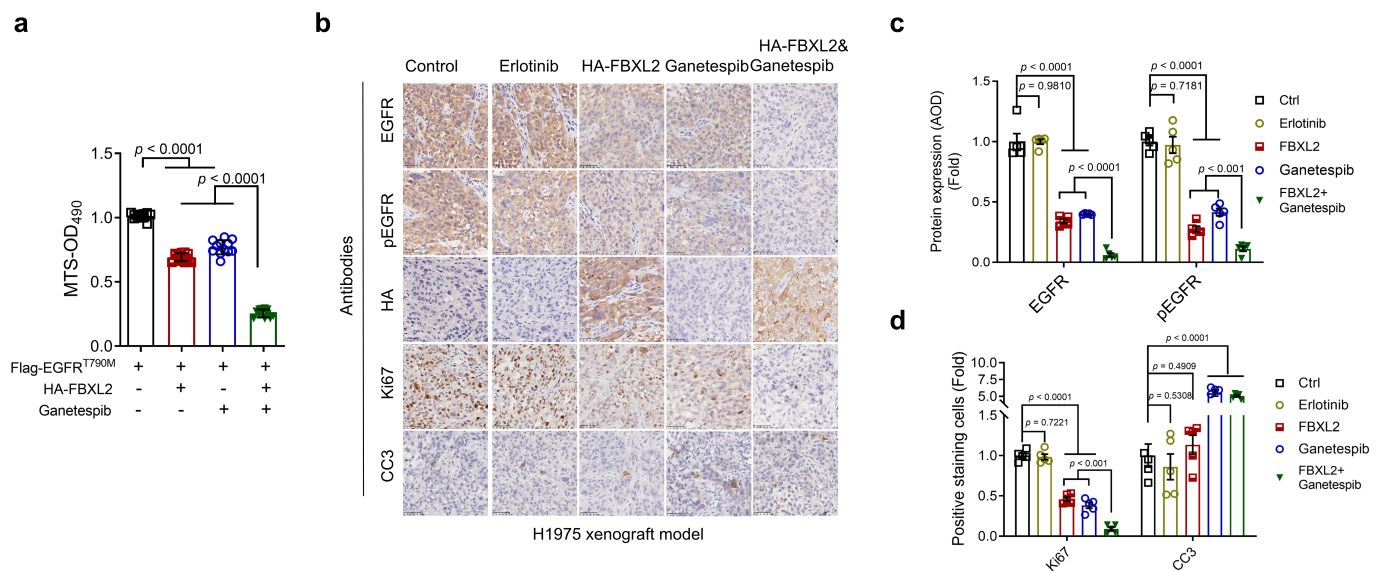 a
1.5
1.0
0.5
0.0
MTS-OD490
p < 0.0001
p < 0.0001
Flag-EGFRT790M + + + +
HA-FBXL2 - + - +
Ganetespib - - + +
b
Control Erlotinib HA-FBXL2 Ganetespib HA-FBXL2&
Ganetespib
Antibodies
EGFR
pEGFR
HA
Ki67
CC3
H1975 xenograft model
c
Protein expression (AOD)
(Fold)
1.5
1.0
0.5
0.0
p < 0.0001
p = 0.9810
p < 0.0001
p < 0.0001
p = 0.7181
p < 0.001
EGFR
pEGFR
Ctrl
Erlotinib
FBXL2
Ganetespib
FBXL2+
Ganetespib
d
Positive staining cells (Fold)
10.0
7.5
5.0
1.5
1.0
0.5
0.0
p < 0.0001
p = 0.7221
p < 0.001
p < 0.0001
p = 0.4909
p = 0.5308
Ki67
CC3
Ctrl
Erlotinib
FBXL2
Ganetespib
FBXL2+
Ganetespib